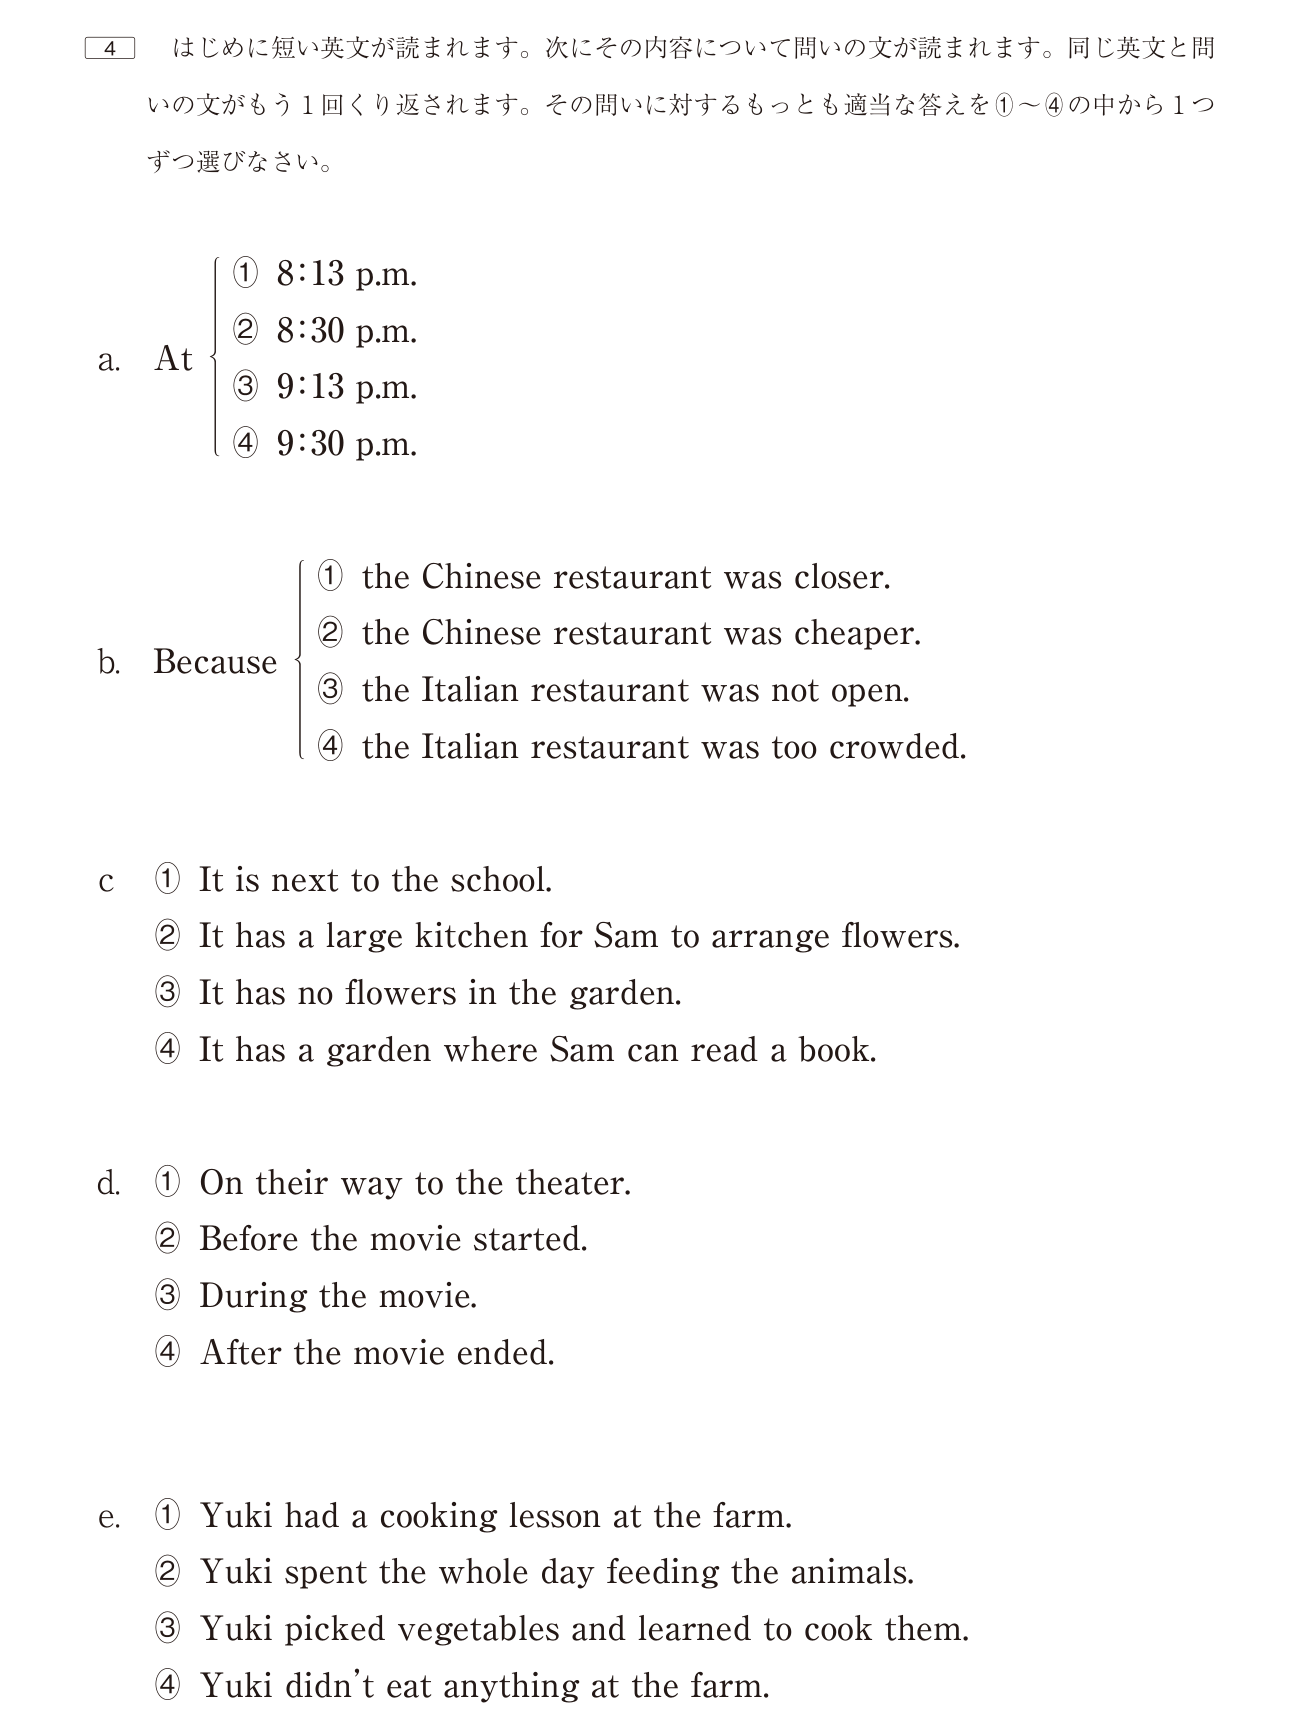 4 はじめに短い英文が読まれます。次にその内容について問いの文が読まれます。同じ英文と問
いの文がもう1回くり返されます。その問いに対するもっとも適当な答えを①～④の中から1つ
ずつ選びなさい。
a. At
① 8:13 p.m.
② 8:30 p.m.
③ 9:13 p.m.
④ 9:30 p.m.
b. Because
① the Chinese restaurant was closer.
② the Chinese restaurant was cheaper.
③ the Italian restaurant was not open.
④ the Italian restaurant was too crowded.
c ① It is next to the school.
② It has a large kitchen for Sam to arrange flowers.
③ It has no flowers in the garden.
④ It has a garden where Sam can read a book.
d. ① On their way to the theater.
② Before the movie started.
③ During the movie.
④ After the movie ended.
e. ① Yuki had a cooking lesson at the farm.
② Yuki spent the whole day feeding the animals.
③ Yuki picked vegetables and learned to cook them.
④ Yuki didn't eat anything at the farm.